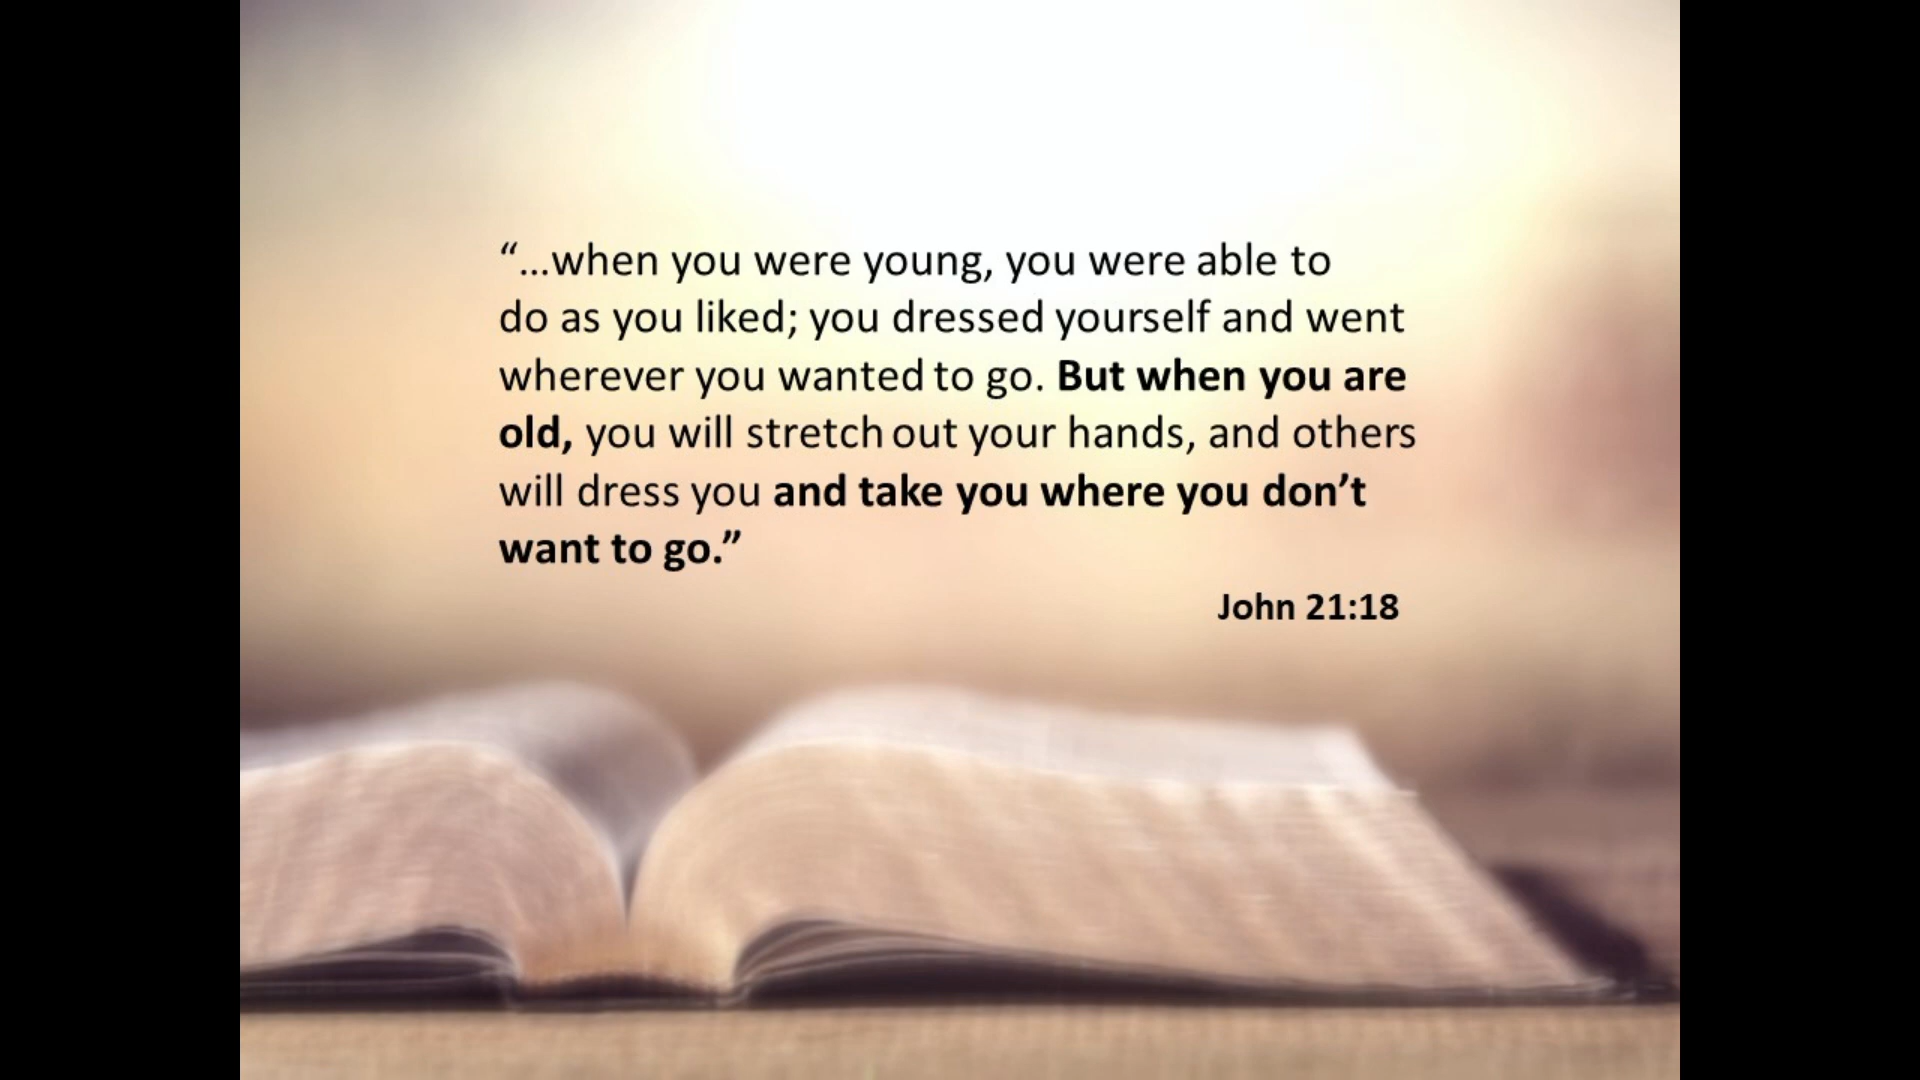 “...when you were young, you were able to
do as you liked; you dressed yourself and went
wherever you wanted to go. But when you are
old, you will stretch out your hands, and others
will dress you and take you where you don’t
want to go.”
John 21:18